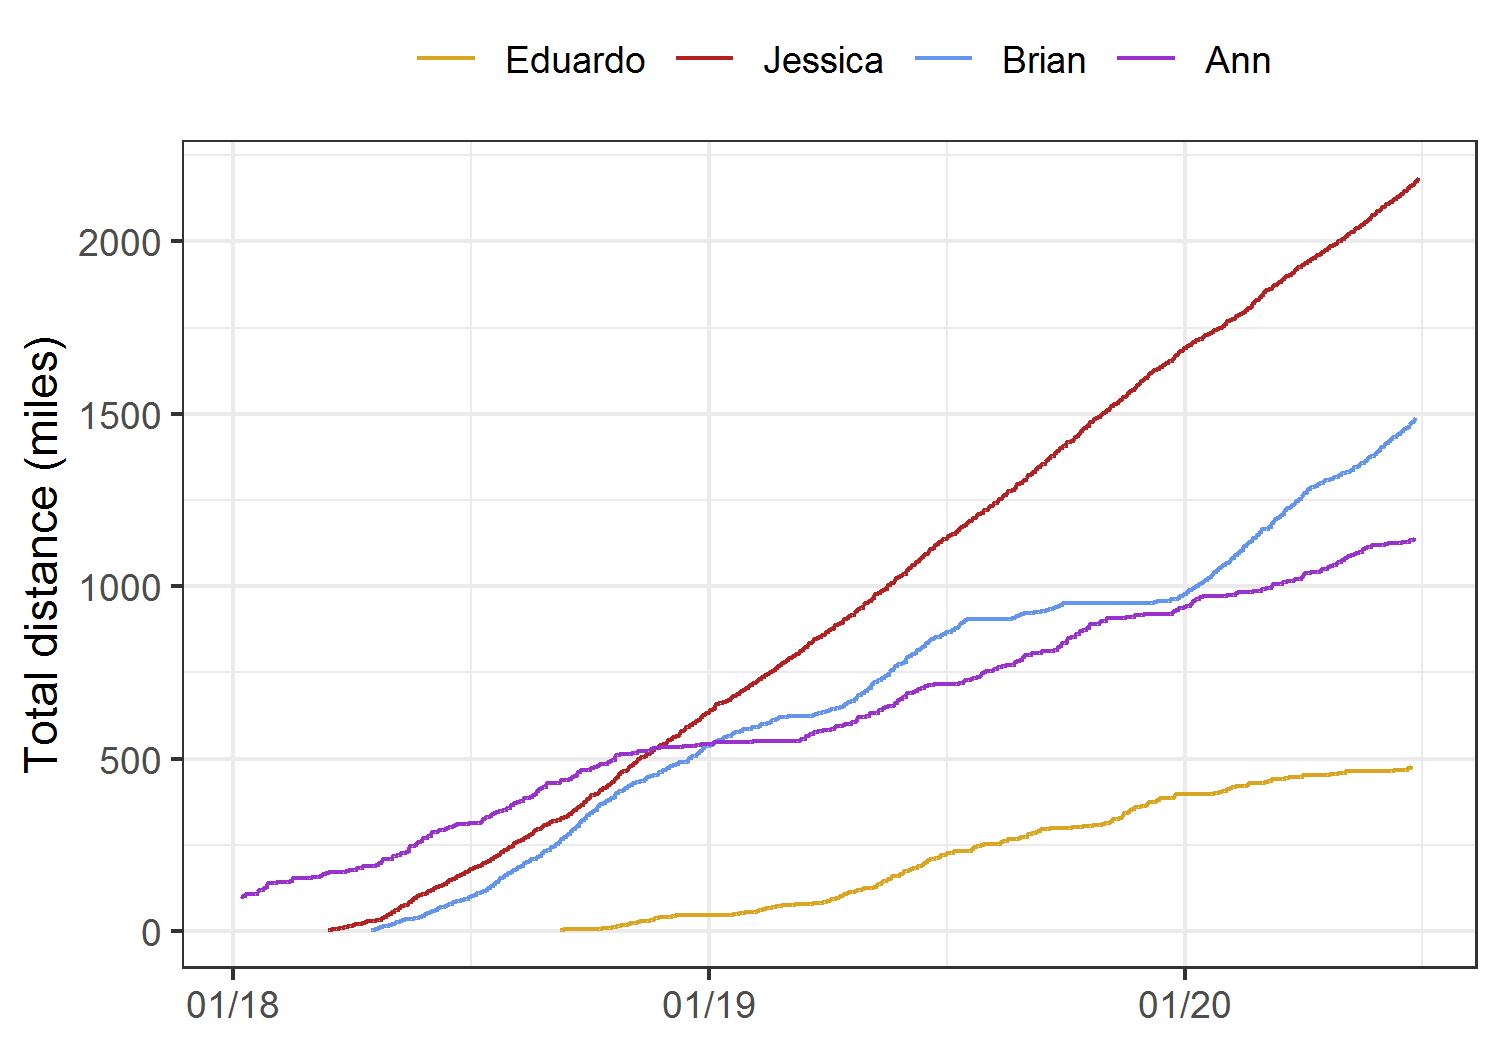 Eduardo Jessica Brian Ann
Total distance (miles)
2000
1500
1000
500
0
01/18 01/19 01/20